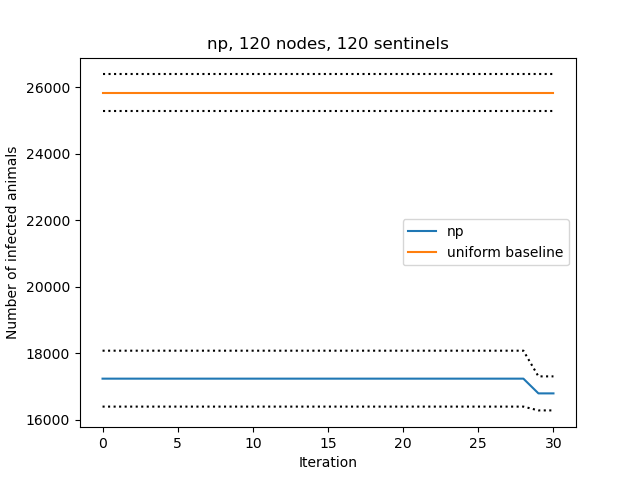 np, 120 nodes, 120 sentinels
Number of infected animals
26000
24000
22000
20000
18000
16000
np
uniform baseline
0 5 10 15 20 25 30
Iteration